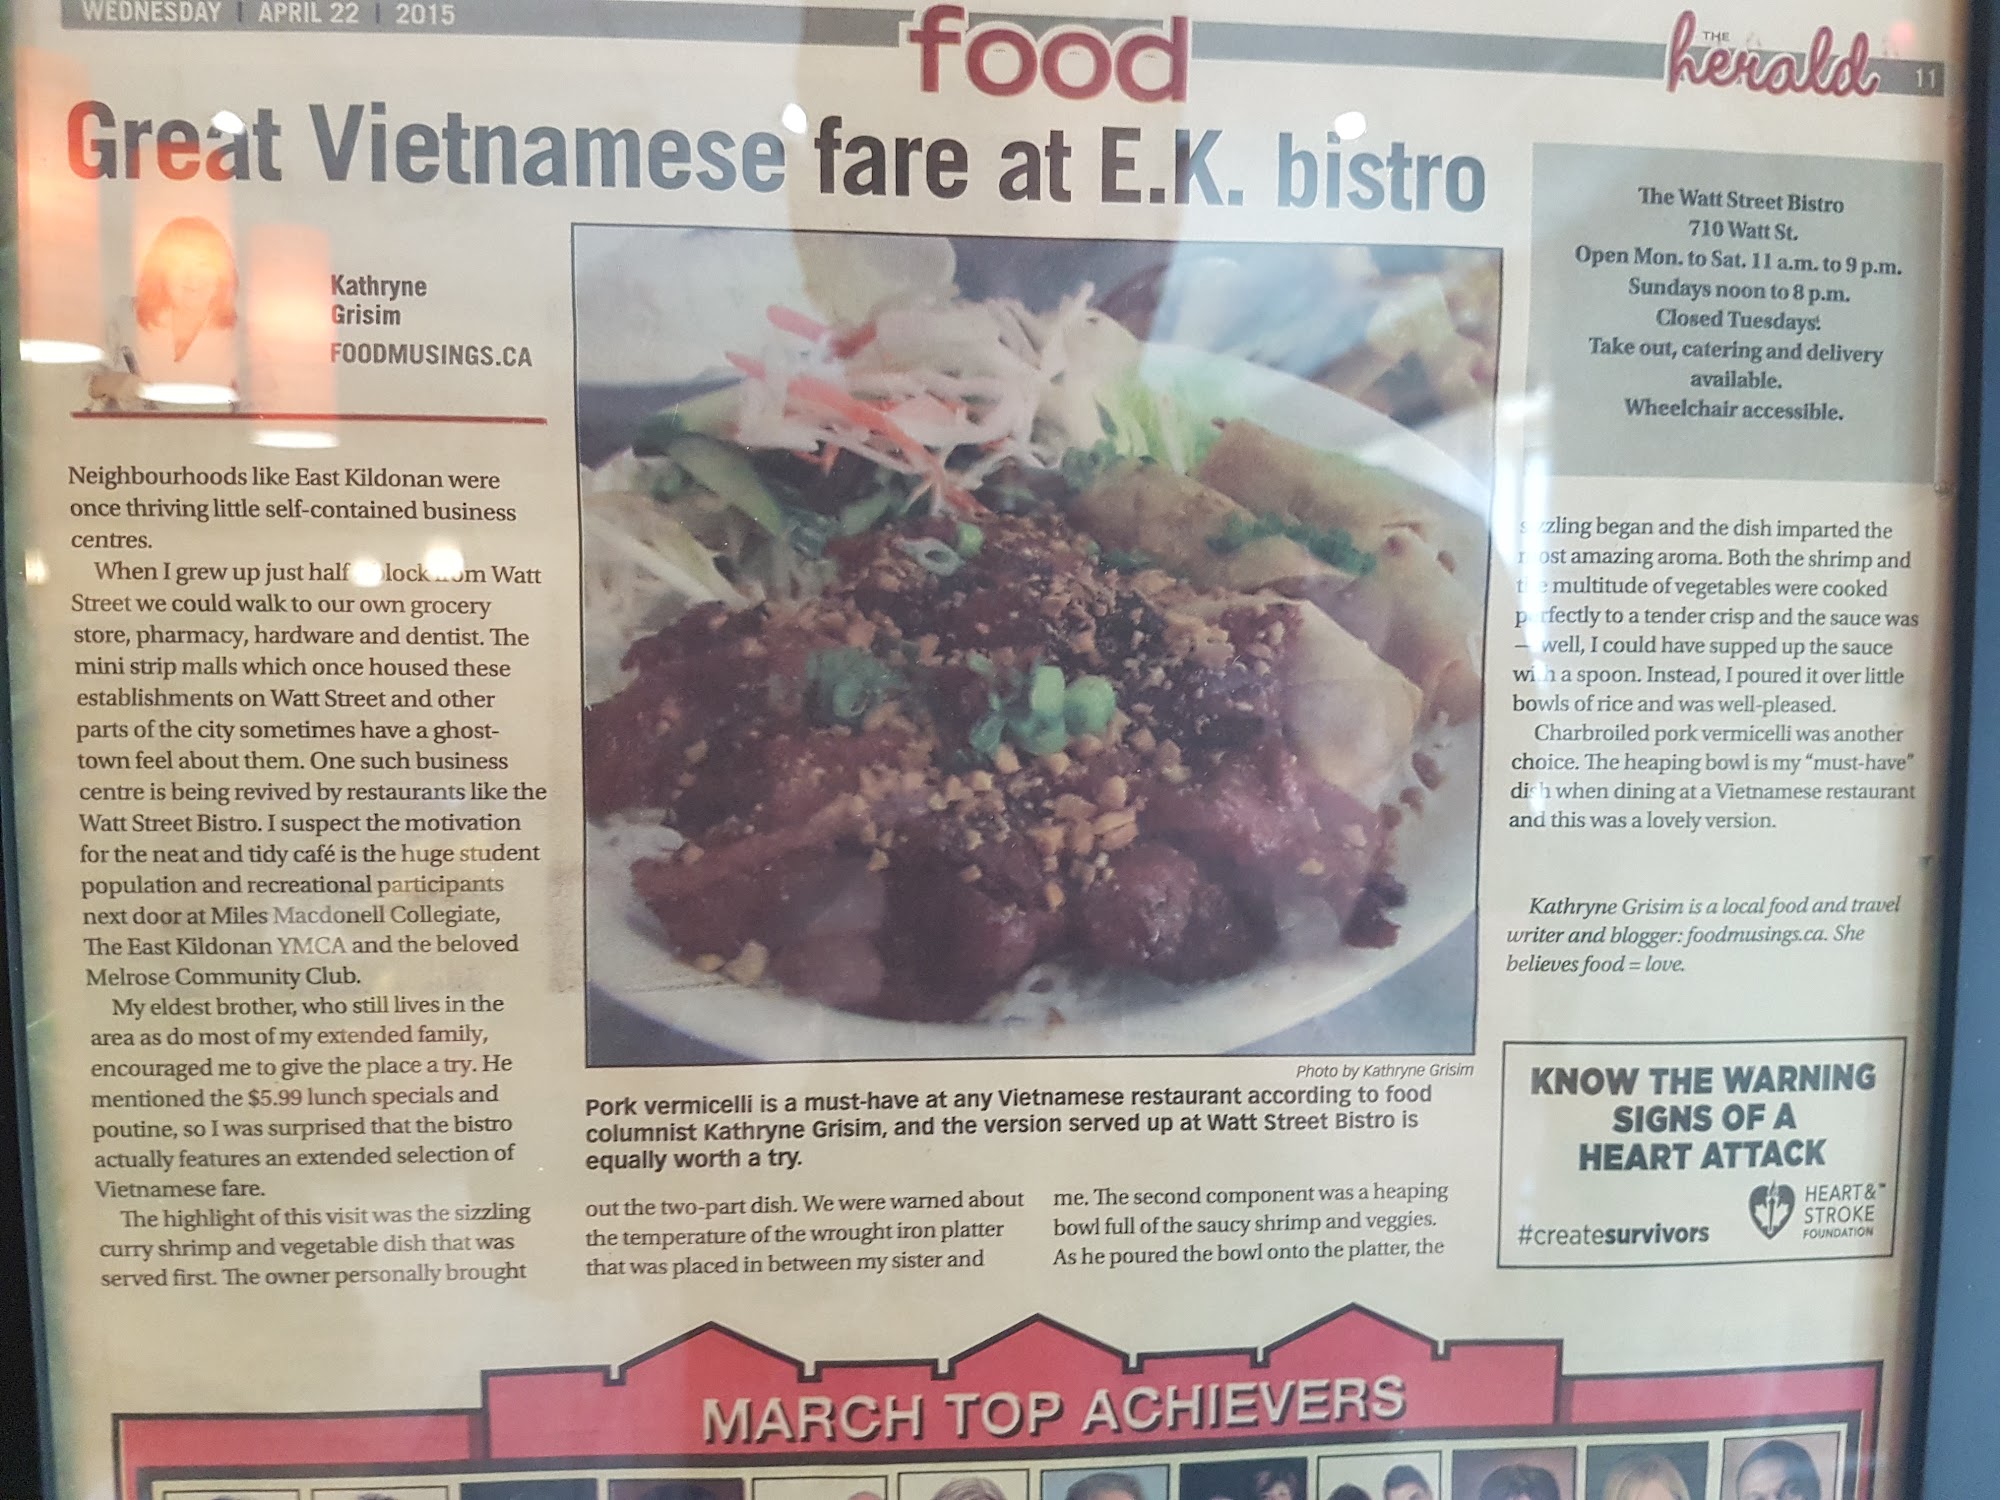 WEDNESDAY | APRIL 22 | 2015
food
THE
herald
11
Great Vietnamese fare at E.K. bistro
Kathryne
Grisim
FOODMUSINGS.CA
Neighbourhoods like East Kildonan were
once thriving little self-contained business
centres.
When I grew up just half block from Watt
Street we could walk to our own grocery
store, pharmacy, hardware and dentist. The
mini strip malls which once housed these
establishments on Watt Street and other
parts of the city sometimes have a ghost-
town feel about them. One such business
centre is being revived by restaurants like the
Watt Street Bistro. I suspect the motivation
for the neat and tidy café is the huge student
population and recreational participants
next door at Miles Macdonell Collegiate,
The East Kildonan YMCA and the beloved
Melrose Community Club.
My eldest brother, who still lives in the
area as do most of my extended family,
encouraged me to give the place a try. He
mentioned the $5.99 lunch specials and
poutine, so I was surprised that the bistro
actually features an extended selection of
Vietnamese fare.
The highlight of this visit was the sizzling
curry shrimp and vegetable dish that was
served first. The owner personally brought
Photo by Kathryne Grisim
Pork vermicelli is a must-have at any Vietnamese restaurant according to food
columnist Kathryne Grisim, and the version served up at Watt Street Bistro is
equally worth a try.
out the two-part dish. We were warned about
the temperature of the wrought iron platter
that was placed in between my sister and
me. The second component was a heaping
bowl full of the saucy shrimp and veggies.
As he poured the bowl onto the platter, the
The Watt Street Bistro
710 Watt St.
Open Mon. to Sat. 11 a.m. to 9 p.m.
Sundays noon to 8 p.m.
Closed Tuesdays.
Take out, catering and delivery
available.
Wheelchair accessible.
sizzling began and the dish imparted the
most amazing aroma. Both the shrimp and
the multitude of vegetables were cooked
perfectly to a tender crisp and the sauce was
— well, I could have supped up the sauce
with a spoon. Instead, I poured it over little
bowls of rice and was well-pleased.
Charbroiled pork vermicelli was another
choice. The heaping bowl is my “must-have”
dish when dining at a Vietnamese restaurant
and this was a lovely version.
Kathryne Grisim is a local food and travel
writer and blogger: foodmusings.ca. She
believes food = love.
KNOW THE WARNING
SIGNS OF A
HEART ATTACK
#createsurvivors
HEART &™
STROKE
FOUNDATION
MARCH TOP ACHIEVERS